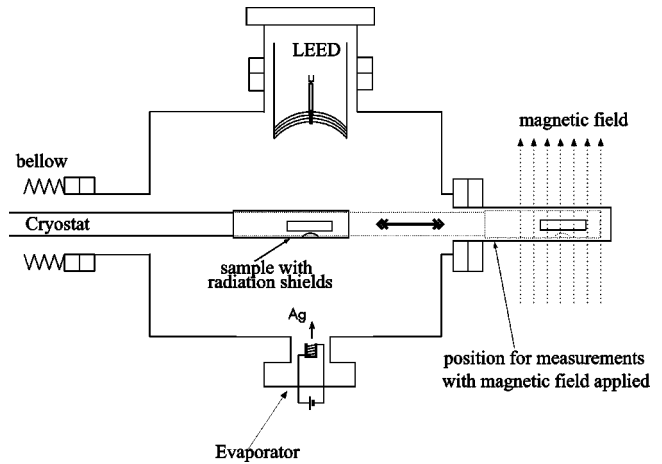 LEED
magnetic field
bellow
Cryostat
sample with
radiation shields
Ag
position for measurements
with magnetic field applied
Evaporator